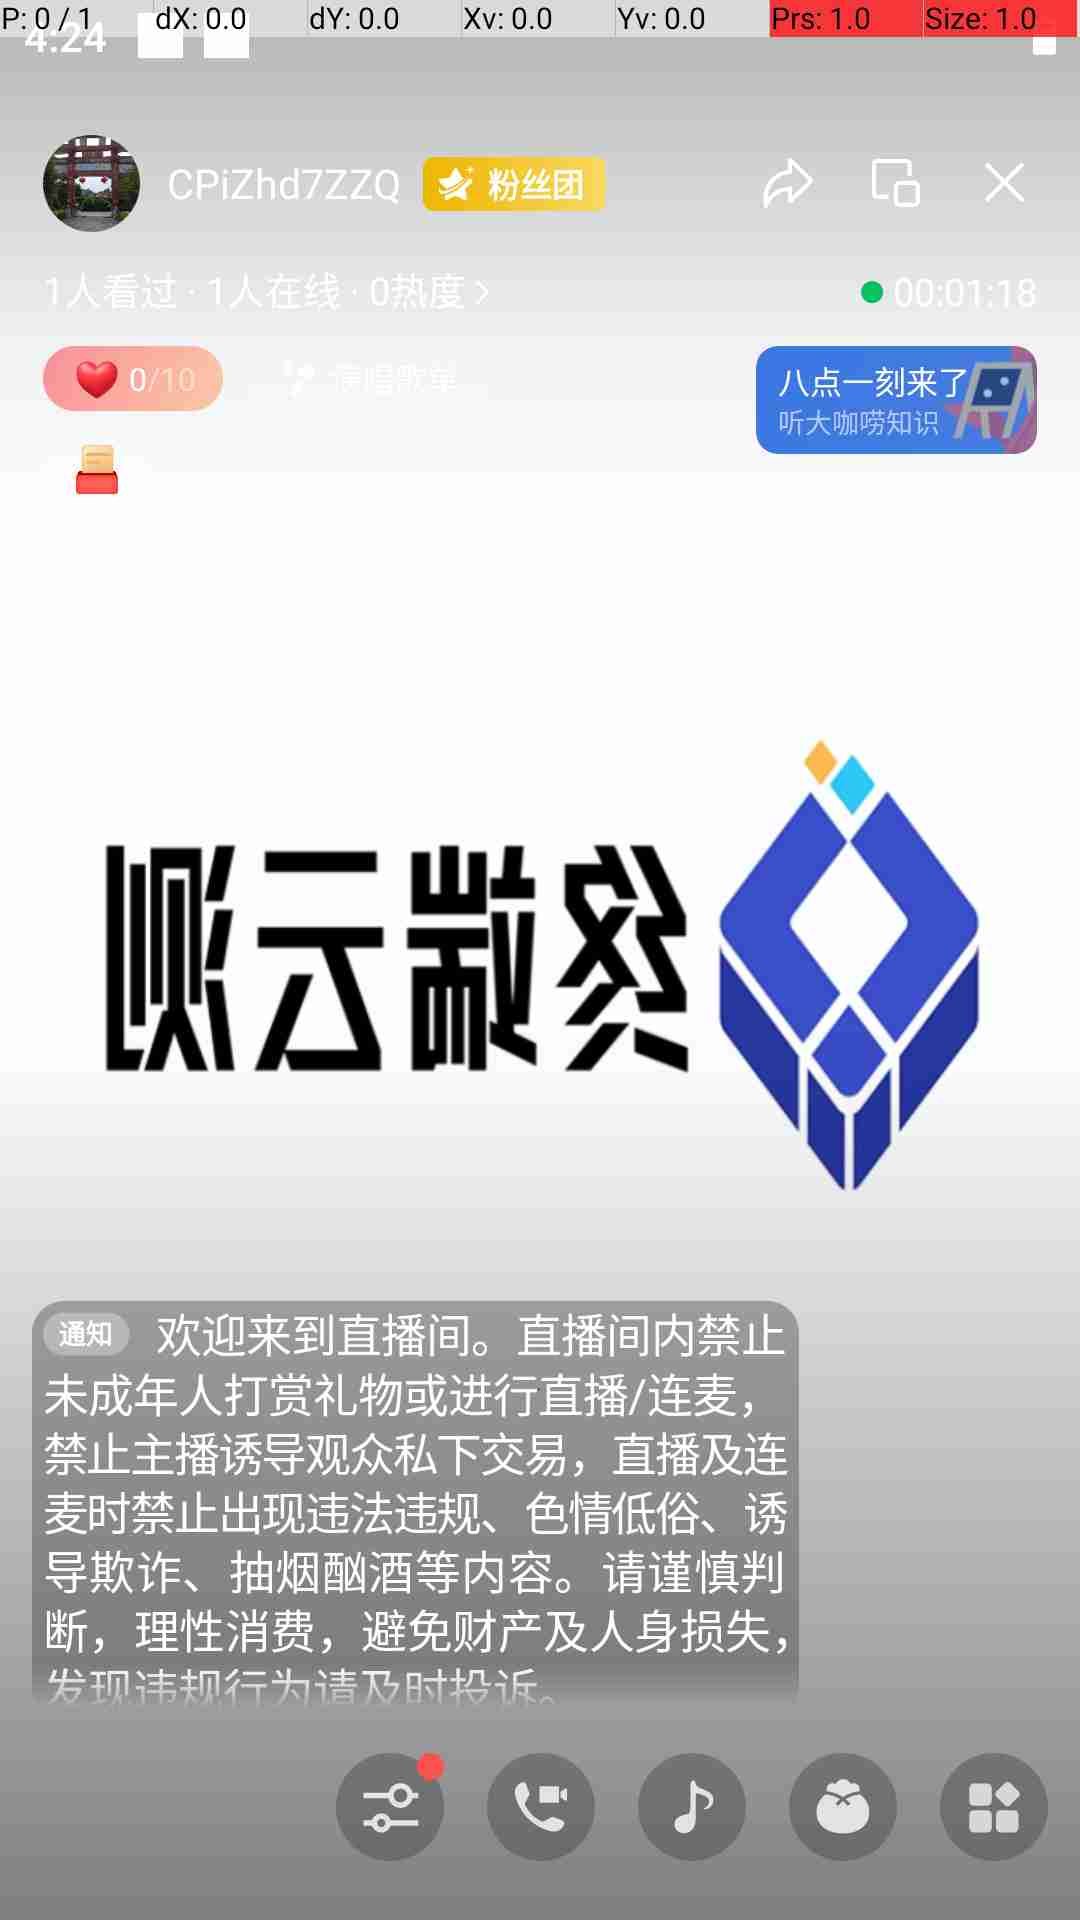 P: 0 / 1 dX: 0.0 dY: 0.0 Xv: 0.0 Yv: 0.0 Prs: 1.0 Size: 1.0
4:24
CPiZhd7ZZQ 粉丝团
1人看过 · 1人在线 · 0热度
00:01:18
0/10 演唱歌单
八点一刻来了
听大咖唠知识
终端云测
通知 欢迎来到直播间。直播间内禁止
未成年人打赏礼物或进行直播/连麦，
禁止主播诱导观众私下交易，直播及连
麦时禁止出现违法违规、色情低俗、诱
导欺诈、抽烟酗酒等内容。请谨慎判
断，理性消费，避免财产及人身损失，
发现违规行为请及时投诉。